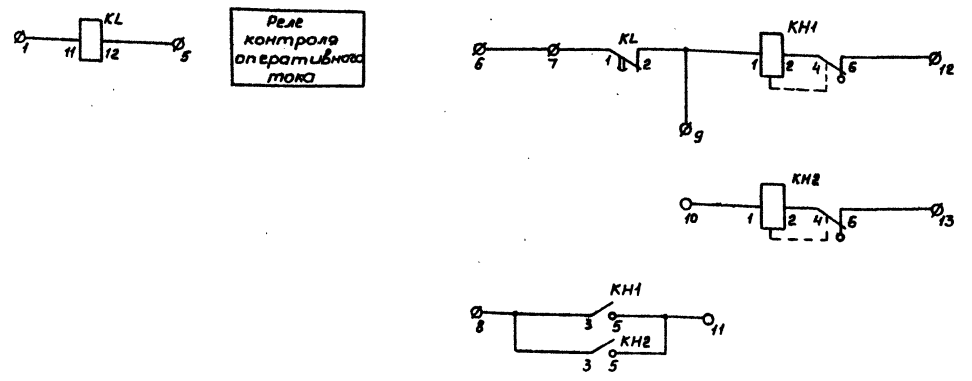 KL
1 11 12 5
Реле
контроля
оперативного
тока
KL KH1
6 7 1 2 1 2 4 6 12
9
KH2
10 1 2 4 6 13
KH1
8 3 5 11
KH2
3 5